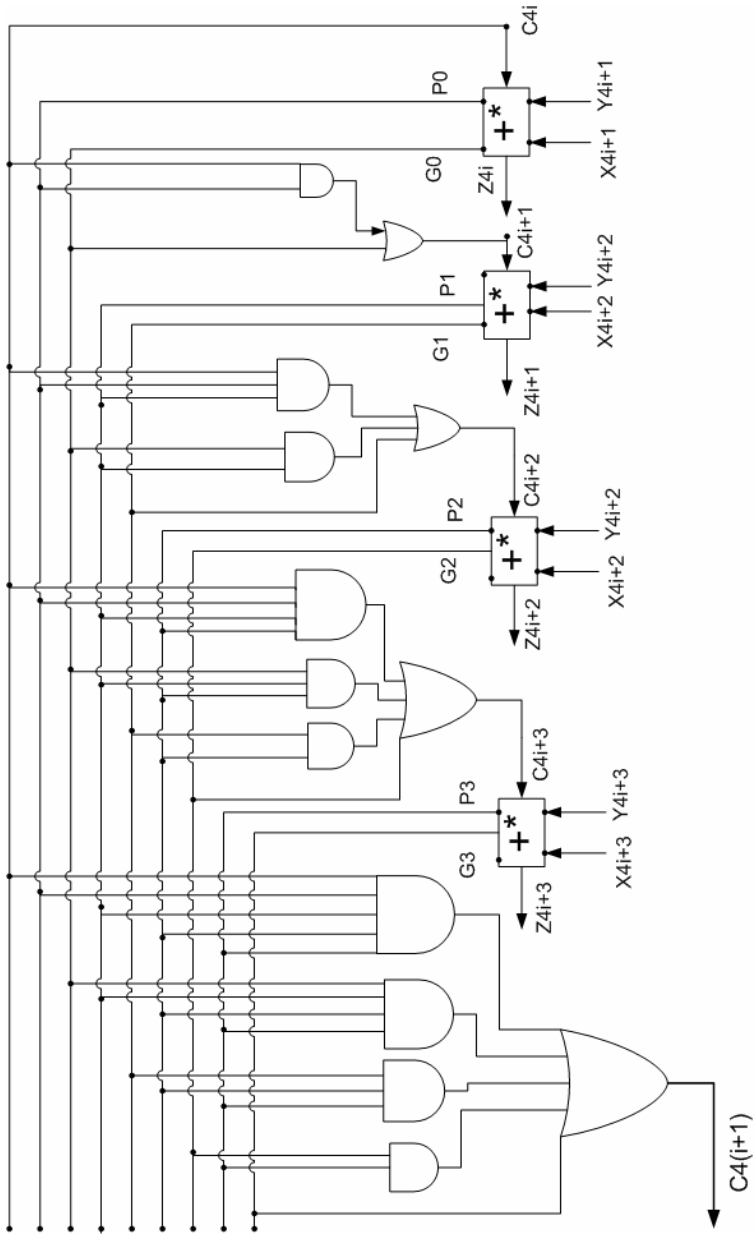 C4i
P0
+*
Y4i+1
X4i+1
G0
Z4i
C4i+1
P1
+*
Y4i+2
X4i+2
G1
Z4i+1
C4i+2
P2
+*
Y4i+2
X4i+2
G2
Z4i+2
C4i+3
P3
+*
Y4i+3
X4i+3
G3
Z4i+3
C4(i+1)